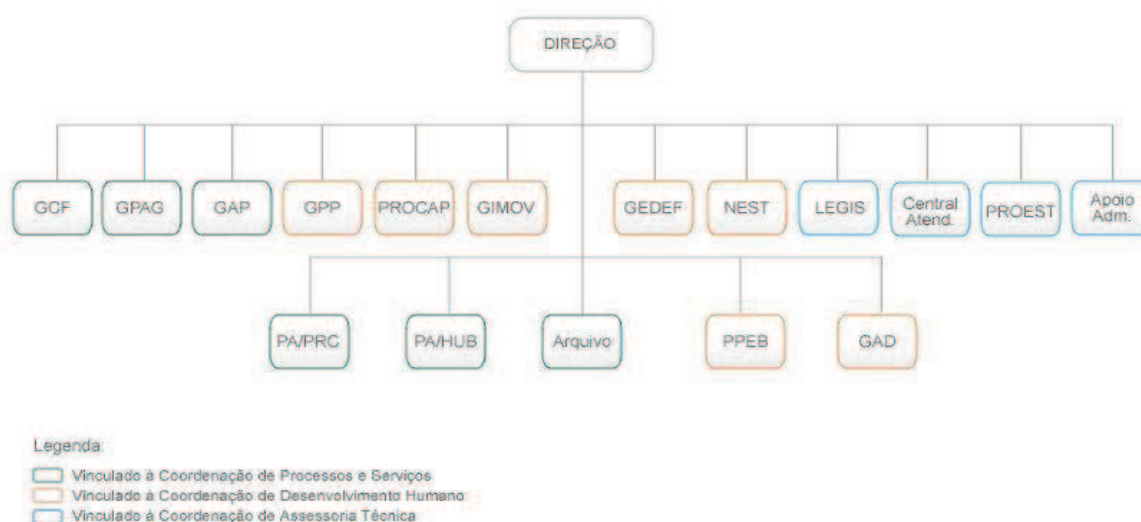 DIREÇÃO
GCF
GPAG
GAP
GPP
PROCAP
GIMOV
GEDEF
NEST
LEGIS
Central
Atend.
PROEST
Apoio
Adm.
PA/PRC
PA/HUB
Arquivo
PPEB
GAD
Legenda:
Vinculado à Coordenação de Processos e Serviços
Vinculado à Coordenação de Desenvolvimento Humano
Vinculado à Coordenação de Assessoria Técnica